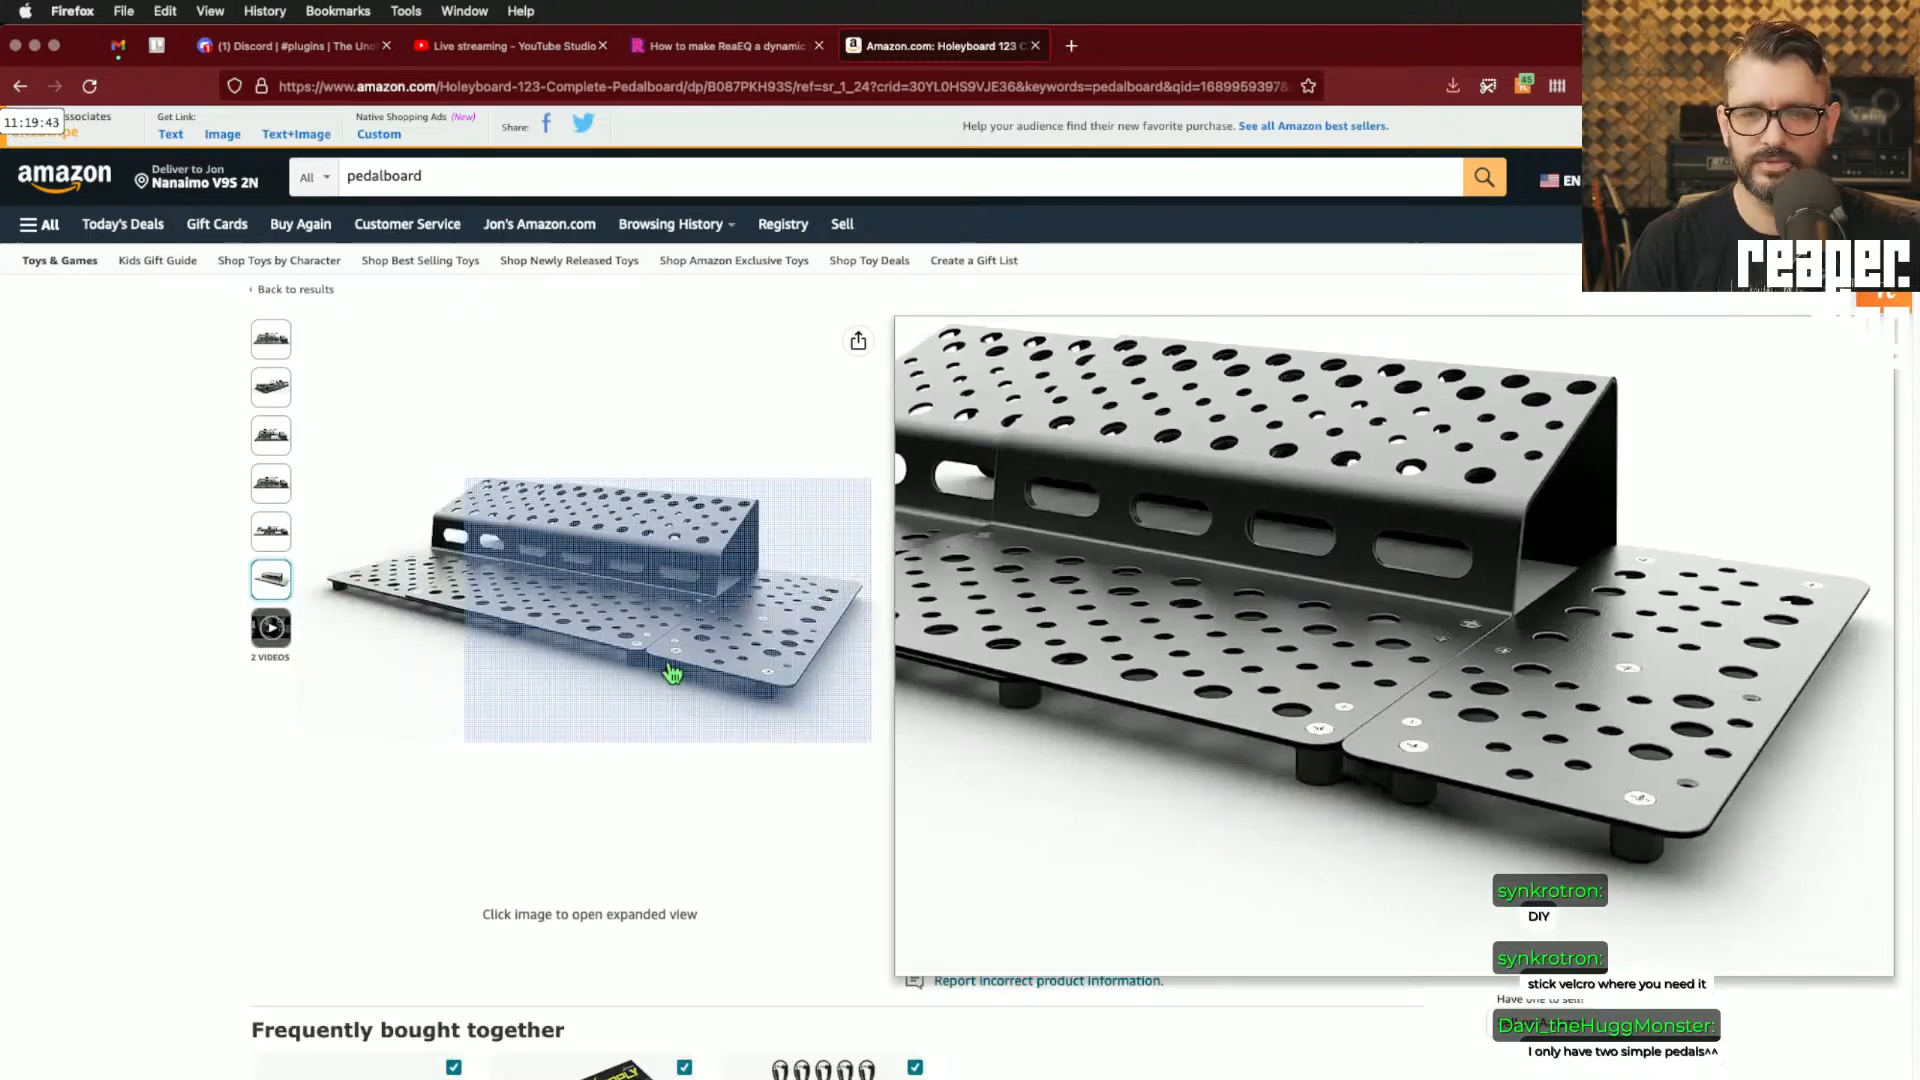 Firefox File Edit View History Bookmarks Tools Window Help
(1) Discord | #plugins | The Uno
Live streaming - YouTube Studio
How to make ReaEQ a dynamic
Amazon.com: Holeyboard 123 C
https://www.amazon.com/Holeyboard-123-Complete-Pedalboard/dp/B087PKH93S/ref=sr_1_24?crid=30YL0HS9VJE36&keywords=pedalboard&qid=1689959397&
45
11:19:43
Get Link:
Text Image Text+Image
Native Shopping Ads (New)
Custom
Share:
Help your audience find their new favorite purchase. See all Amazon best sellers.
amazon
Deliver to Jon
Nanaimo V9S 2N
All
pedalboard
EN
All Today's Deals Gift Cards Buy Again Customer Service Jon's Amazon.com Browsing History Registry Sell
Toys & Games Kids Gift Guide Shop Toys by Character Shop Best Selling Toys Shop Newly Released Toys Shop Amazon Exclusive Toys Shop Toy Deals Create a Gift List
reaper.
‹ Back to results
2 VIDEOS
Click image to open expanded view
Report incorrect product information.
Frequently bought together
synkrotron:
DIY
synkrotron:
stick velcro where you need it
Have one to sell?
Davi_theHuggMonster:
I only have two simple pedals^^